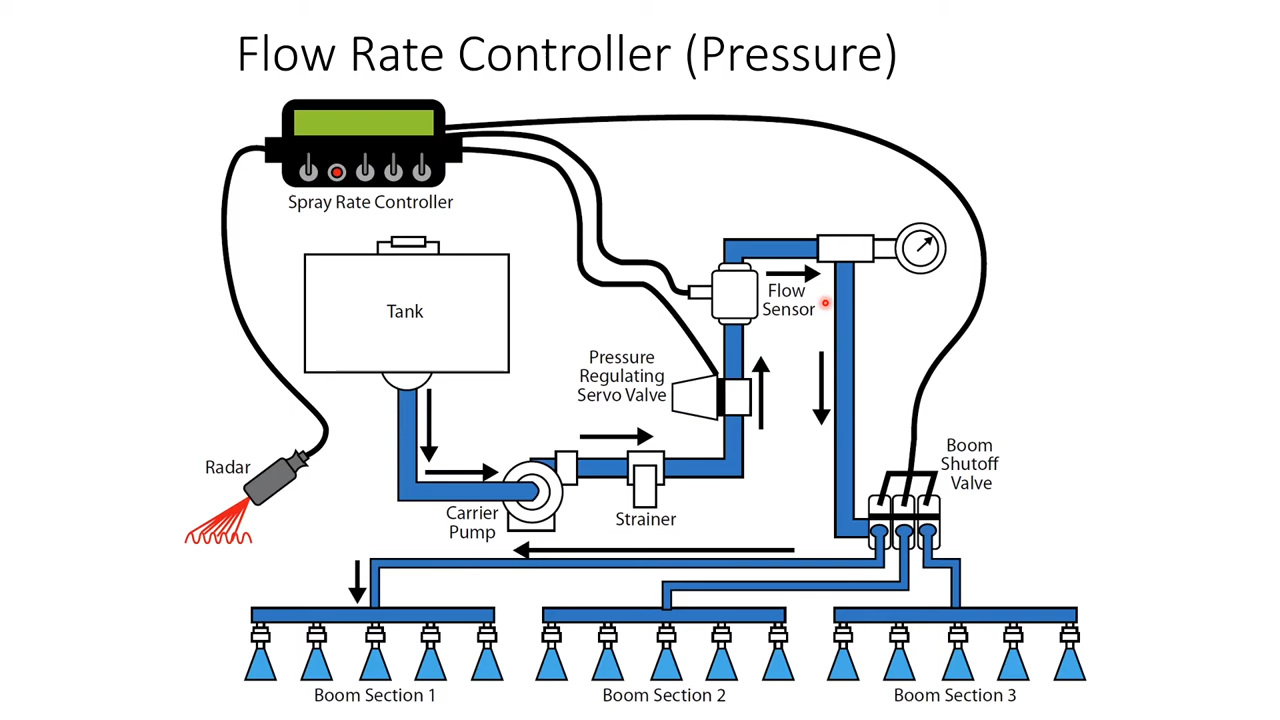 Flow Rate Controller (Pressure)
Spray Rate Controller
Tank
Flow
Sensor
Pressure
Regulating
Servo Valve
Radar
Carrier
Pump
Strainer
Boom
Shutoff
Valve
Boom Section 1
Boom Section 2
Boom Section 3